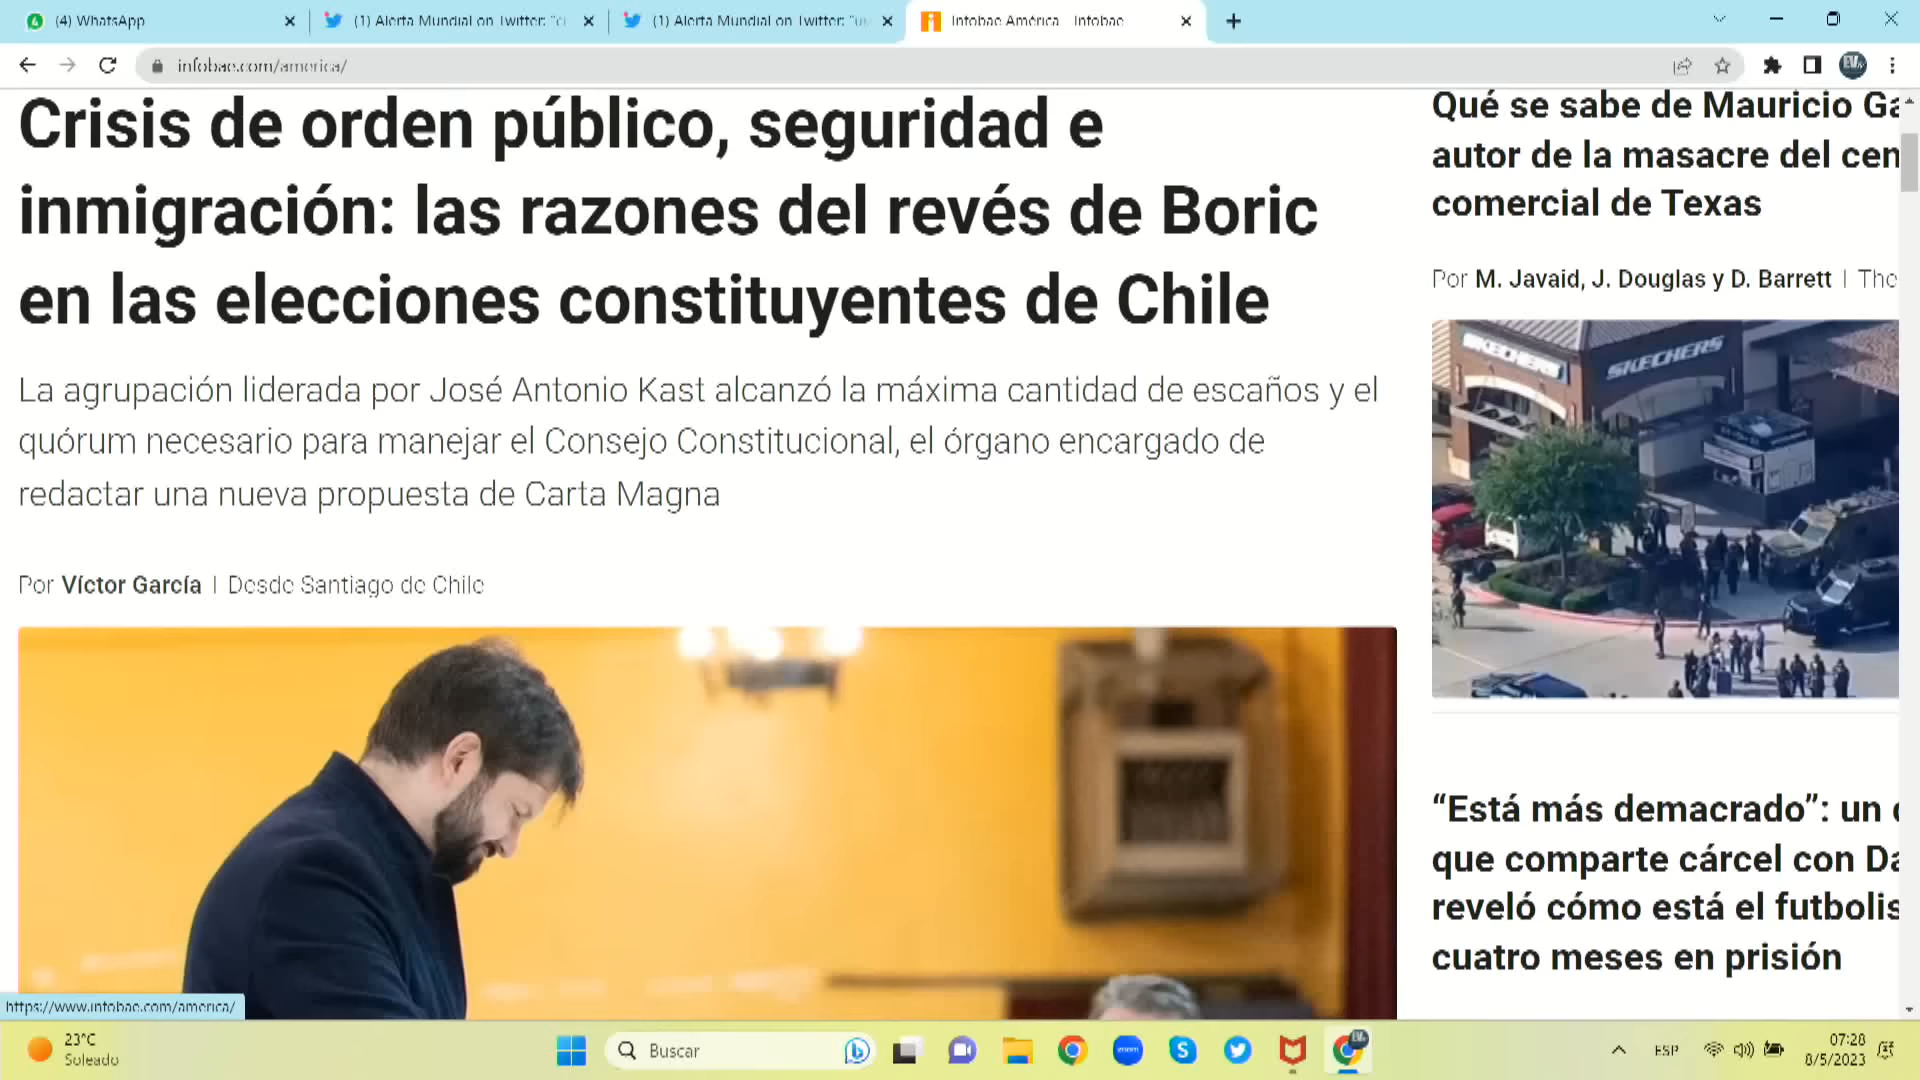 (4) WhatsApp
(1) Alerta Mundial on Twitter: "
(1) Alerta Mundial on Twitter: "
Infobae América - Infobae
infobae.com/america/
Crisis de orden público, seguridad e
inmigración: las razones del revés de Boric
en las elecciones constituyentes de Chile
La agrupación liderada por José Antonio Kast alcanzó la máxima cantidad de escaños y el
quórum necesario para manejar el Consejo Constitucional, el órgano encargado de
redactar una nueva propuesta de Carta Magna
Por Víctor García | Desde Santiago de Chile
Qué se sabe de Mauricio Ga
autor de la masacre del cen
comercial de Texas
Por M. Javaid, J. Douglas y D. Barrett | The
SKECHERS
SKECHERS
“Está más demacrado”: un
que comparte cárcel con Da
reveló cómo está el futbolis
cuatro meses en prisión
https://www.infobae.com/america/
23°C
Soleado
Buscar
zoom
ESP
07:28
8/5/2023